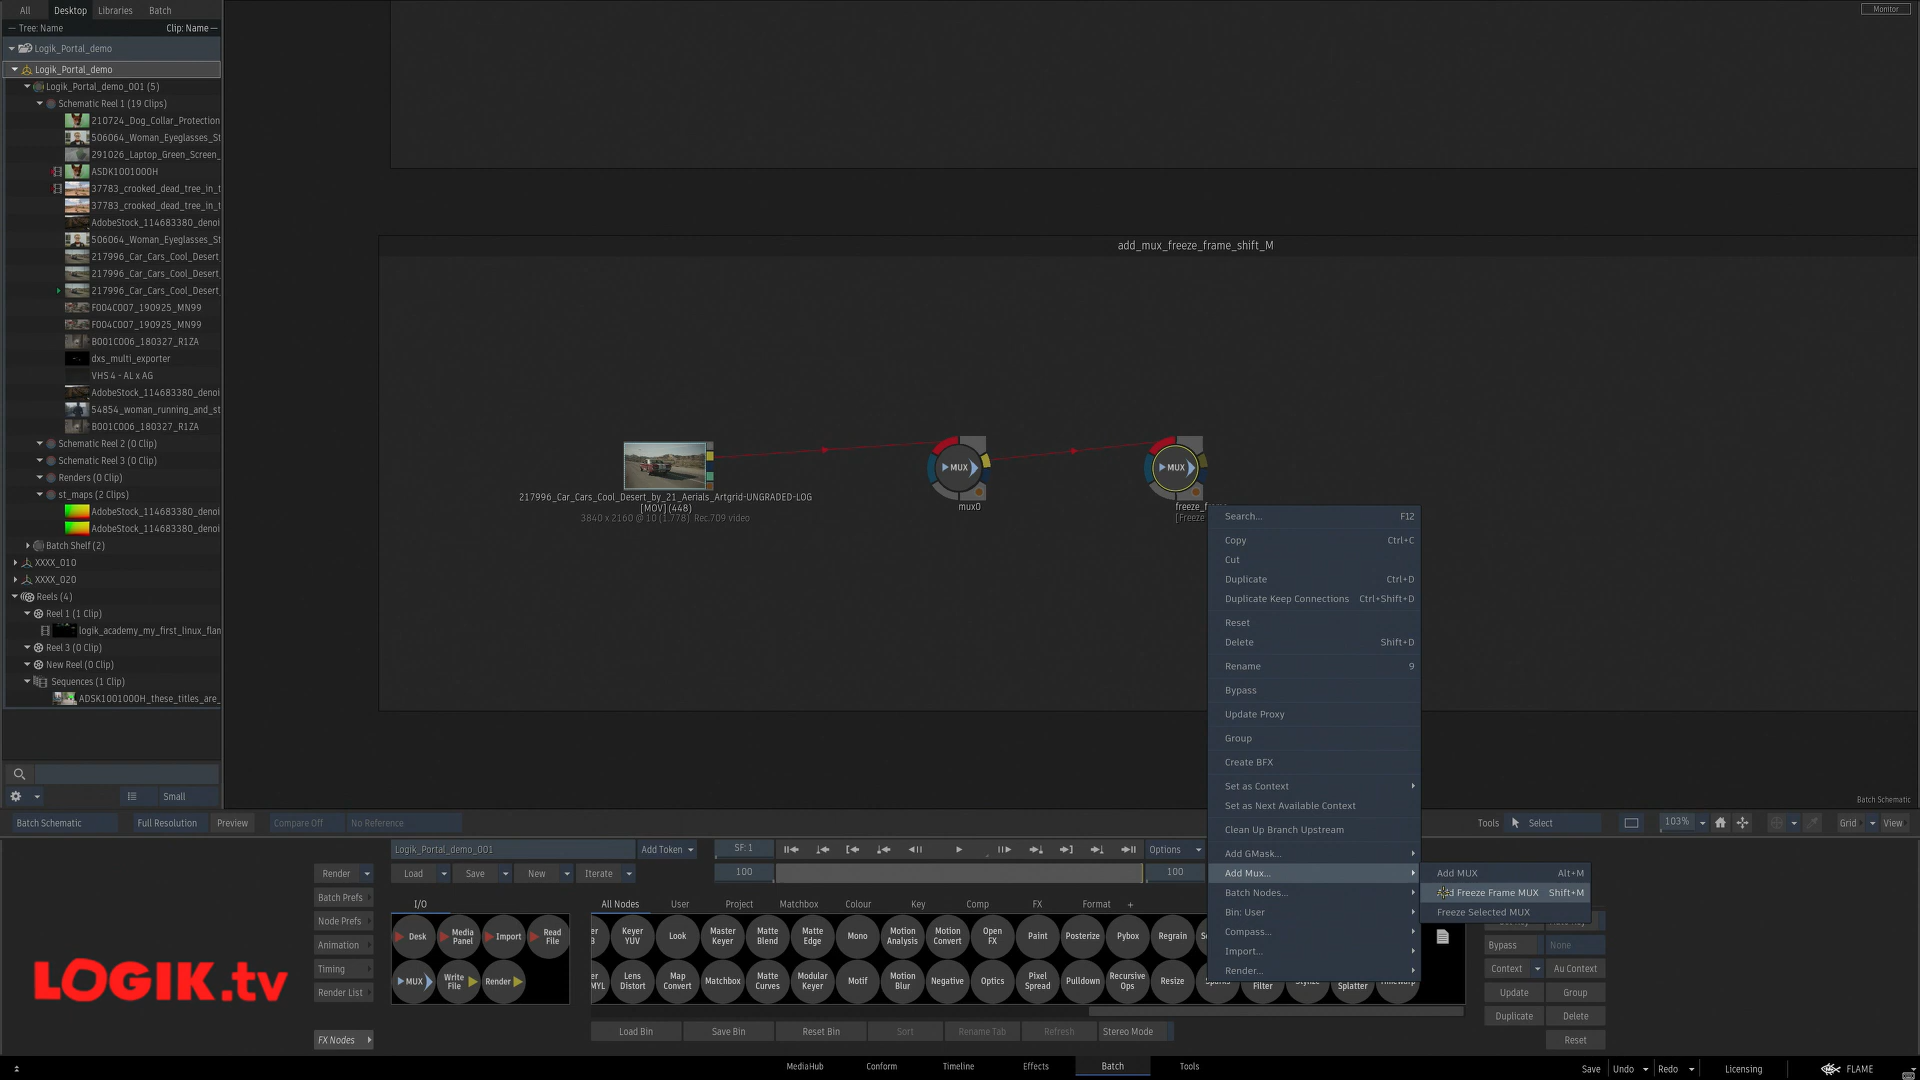 All Desktop Libraries Batch
Monitor
— Tree: Name Clip: Name —
Logik_Portal_demo
Logik_Portal_demo
Logik_Portal_demo_001 (5)
Schematic Reel 1 (19 Clips)
210724_Dog_Collar_Protection
506064_Woman_Eyeglasses_St
291026_Laptop_Green_Screen_
ASDK1001000H
37783_crooked_dead_tree_in_t
37783_crooked_dead_tree_in_t
AdobeStock_114683380_denoi
506064_Woman_Eyeglasses_St
217996_Car_Cars_Cool_Desert_
217996_Car_Cars_Cool_Desert_
217996_Car_Cars_Cool_Desert_
F004C007_190925_MN99
F004C007_190925_MN99
B001C006_180327_R1ZA
dxs_multi_exporter
VHS 4 - AL x AG
AdobeStock_114683380_denoi
54854_woman_running_and_st
B001C006_180327_R1ZA
Schematic Reel 2 (0 Clip)
Schematic Reel 3 (0 Clip)
Renders (0 Clip)
st_maps (2 Clips)
AdobeStock_114683380_denoi
AdobeStock_114683380_denoi
Batch Shelf (2)
XXXX_010
XXXX_020
Reels (4)
Reel 1 (1 Clip)
logik_academy_my_first_linux_flan
Reel 3 (0 Clip)
New Reel (0 Clip)
Sequences (1 Clip)
ADSK1001000H_these_titles_are_
Small
add_mux_freeze_frame_shift_M
MUX MUX
217996_Car_Cars_Cool_Desert_by_21_Aerials_Artgrid-UNGRADED-LOG
[MOV] (448)
3840 x 2160 @ 10 (1.778) Rec.709 video
mux0
freeze_fra
[Freeze
Search... F12
Copy Ctrl+C
Cut
Duplicate Ctrl+D
Duplicate Keep Connections Ctrl+Shift+D
Reset
Delete Shift+D
Rename 9
Bypass
Update Proxy
Group
Create BFX
Set as Context
Set as Next Available Context
Clean Up Branch Upstream
Add GMask...
Add Mux...
Batch Nodes...
Bin: User
Compass...
Import...
Render...
Add MUX Alt+M
Freeze Frame MUX Shift+M
Freeze Selected MUX
Batch Schematic
Batch Schematic Full Resolution Preview Compare Off No Reference
Tools Select 103% Grid View
Logik_Portal_demo_001 Add Token SF: 1 Options
Render Load Save New Iterate 100 100
Batch Prefs
Node Prefs
Animation
Timing
Render List
FX Nodes
I/O
Desk Media Panel Import Read File
MUX Write File Render
All Nodes User Projects Matchbox Colour Key Comp FX +
Keyer YUV Look Master Keyer Matte Blend Matte Edge Mono Motion Analysis Motion Convert Open FX Paint Posterize Pybox Regrain
Lens Distort Map Convert Matchbox Matte Curves Modular Keyer Motif Motion Blur Negative Optics Pixel Spread Pulldown Recursive Ops Resize Filter Splatter
Load Bin Save Bin Reset Bin Sort Rename Tab Refresh Stereo Mode
Bypass None
Context Au Context
Update Group
Duplicate Delete
Reset
LOGIK.tv
MediaHub Conform Timeline Effects Batch Tools
Save Undo Redo Licensing FLAME